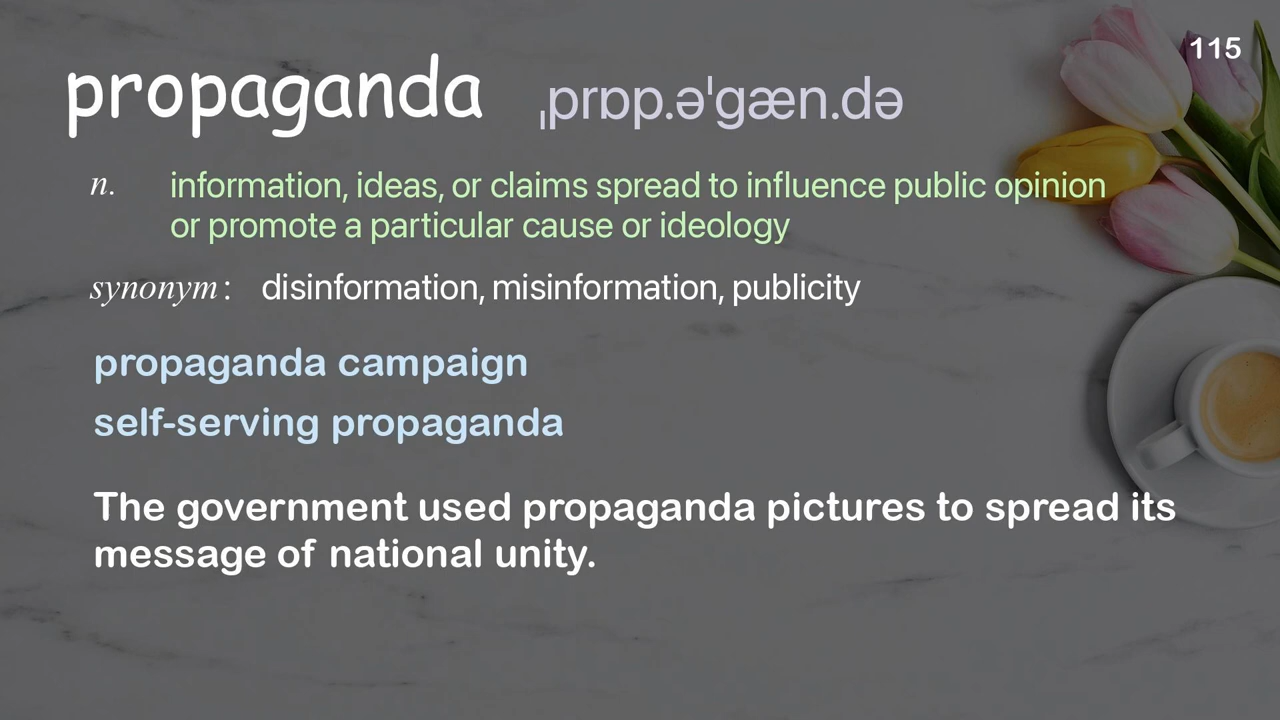 115
propaganda ˌprɒp.əˈɡæn.də
n. information, ideas, or claims spread to influence public opinion
or promote a particular cause or ideology
synonym: disinformation, misinformation, publicity
propaganda campaign
self-serving propaganda
The government used propaganda pictures to spread its
message of national unity.